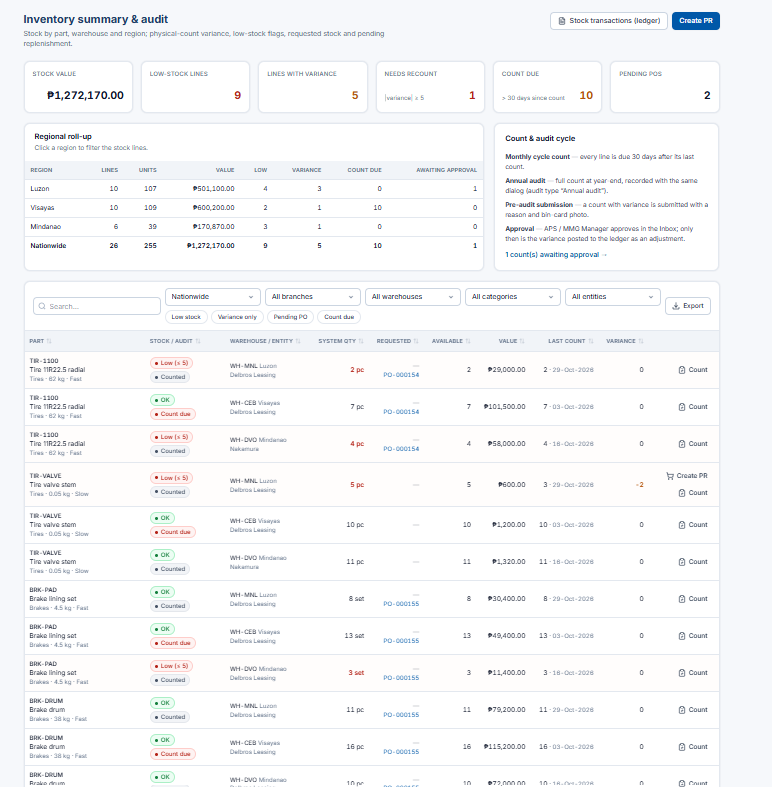 Inventory summary & audit
Stock by part, warehouse and region; physical-count variance, low-stock flags, requested stock and pending
replenishment.
Stock transactions (ledger)
Create PR
STOCK VALUE
₱1,272,170.00
LOW-STOCK LINES
9
LINES WITH VARIANCE
5
NEEDS RECOUNT
|variance| ≥ 5
1
COUNT DUE
> 30 days since count
10
PENDING POS
2
Regional roll-up
Click a region to filter the stock lines.
REGION LINES UNITS VALUE LOW VARIANCE COUNT DUE AWAITING APPROVAL
Luzon 10 107 ₱501,100.00 4 3 0 1
Visayas 10 109 ₱600,200.00 2 1 10 0
Mindanao 6 39 ₱170,870.00 3 1 0 0
Nationwide 26 255 ₱1,272,170.00 9 5 10 1
Count & audit cycle
Monthly cycle count — every line is due 30 days after its last
count.
Annual audit — full count at year-end, recorded with the same
dialog (audit type "Annual audit").
Pre-audit submission — a count with variance is submitted with a
reason and bin-card photo.
Approval — APS / MMG Manager approves in the Inbox; only
then is the variance posted to the ledger as an adjustment.
1 count(s) awaiting approval →
Search...
Nationwide
All branches
All warehouses
All categories
All entities
Export
Low stock
Variance only
Pending PO
Count due
PART STOCK / AUDIT WAREHOUSE / ENTITY SYSTEM QTY REQUESTED AVAILABLE VALUE LAST COUNT VARIANCE
TIR-1100
Tire 11R22.5 radial
Tires · 62 kg · Fast
Low (≤ 5)
Counted
WH-MNL Luzon
Delbros Leasing
2 pc
—
PO-000154
2 ₱29,000.00 2 · 29-Oct-2026 0 Count
TIR-1100
Tire 11R22.5 radial
Tires · 62 kg · Fast
OK
Count due
WH-CEB Visayas
Delbros Leasing
7 pc
—
PO-000154
7 ₱101,500.00 7 · 03-Oct-2026 0 Count
TIR-1100
Tire 11R22.5 radial
Tires · 62 kg · Fast
Low (≤ 5)
Counted
WH-DVO Mindanao
Nakamura
4 pc
—
PO-000154
4 ₱58,000.00 4 · 16-Oct-2026 0 Count
TIR-VALVE
Tire valve stem
Tires · 0.05 kg · Slow
Low (≤ 5)
Counted
WH-MNL Luzon
Delbros Leasing
5 pc
—
5 ₱600.00 3 · 29-Oct-2026 -2
Create PR
Count
TIR-VALVE
Tire valve stem
Tires · 0.05 kg · Slow
OK
Count due
WH-CEB Visayas
Delbros Leasing
10 pc
—
10 ₱1,200.00 10 · 03-Oct-2026 0 Count
TIR-VALVE
Tire valve stem
Tires · 0.05 kg · Slow
OK
Counted
WH-DVO Mindanao
Nakamura
11 pc
—
11 ₱1,320.00 11 · 16-Oct-2026 0 Count
BRK-PAD
Brake lining set
Brakes · 4.5 kg · Fast
OK
Counted
WH-MNL Luzon
Delbros Leasing
8 set
—
PO-000155
8 ₱30,400.00 8 · 29-Oct-2026 0 Count
BRK-PAD
Brake lining set
Brakes · 4.5 kg · Fast
OK
Count due
WH-CEB Visayas
Delbros Leasing
13 set
—
PO-000155
13 ₱49,400.00 13 · 03-Oct-2026 0 Count
BRK-PAD
Brake lining set
Brakes · 4.5 kg · Fast
Low (≤ 5)
Counted
WH-DVO Mindanao
Delbros Leasing
3 set
—
PO-000155
3 ₱11,400.00 3 · 16-Oct-2026 0 Count
BRK-DRUM
Brake drum
Brakes · 38 kg · Fast
OK
Counted
WH-MNL Luzon
Delbros Leasing
11 pc
—
PO-000155
11 ₱79,200.00 11 · 29-Oct-2026 0 Count
BRK-DRUM
Brake drum
Brakes · 38 kg · Fast
OK
Count due
WH-CEB Visayas
Delbros Leasing
16 pc
—
PO-000155
16 ₱115,200.00 16 · 03-Oct-2026 0 Count
BRK-DRUM
Brake drum
OK
WH-DVO Mindanao
10 pc
—
PO-000155
10 ₱72,000.00 10 · 16-Oct-2026 0 Count